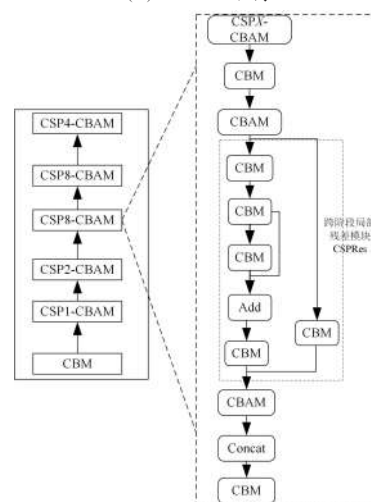 CSP4-CBAM
CSP8-CBAM
CSP8-CBAM
CSP2-CBAM
CSP1-CBAM
CBM
CSPX-
CBAM
CBM
CBAM
CBM
CBM
CBM
Add
CBM
CBM
跨阶段局部
残差模块
CSPRes
CBAM
Concat
CBM